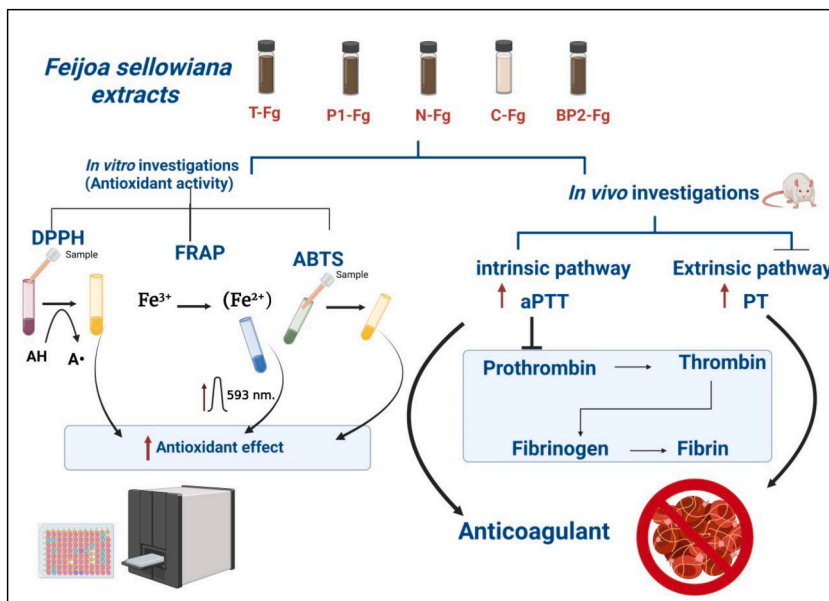 Feijoa sellowiana
extracts
T-Fg
P1-Fg
N-Fg
C-Fg
BP2-Fg
In vitro investigations
(Antioxidant activity)
DPPH
Sample
AH
A•
FRAP
Fe³⁺
(Fe²⁺)
593 nm.
ABTS
Sample
Antioxidant effect
In vivo investigations
intrinsic pathway
aPTT
Extrinsic pathway
PT
Prothrombin
Thrombin
Fibrinogen
Fibrin
Anticoagulant